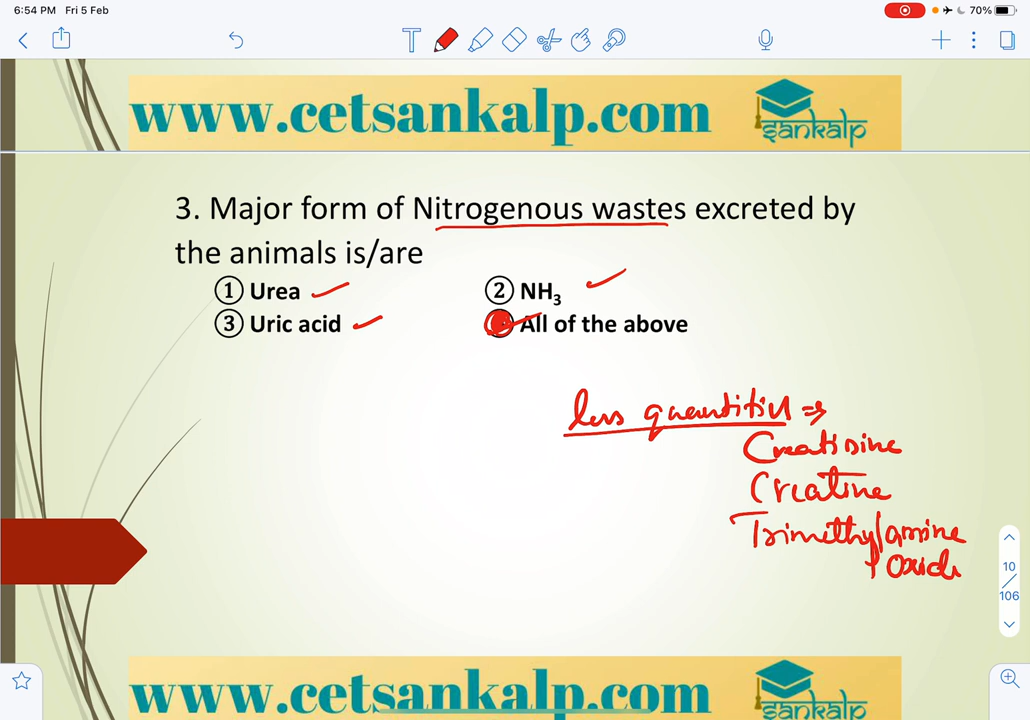 6:54 PM Fri 5 Feb
70%
T
www.cetsankalp.com
sankalp
3. Major form of Nitrogenous wastes excreted by
the animals is/are
① Urea ② NH₃
③ Uric acid All of the above
less quantities ⇒
Creatinine
Creatine
Trimethylamine
Oxide
10
106
www.cetsankalp.com
sankalp